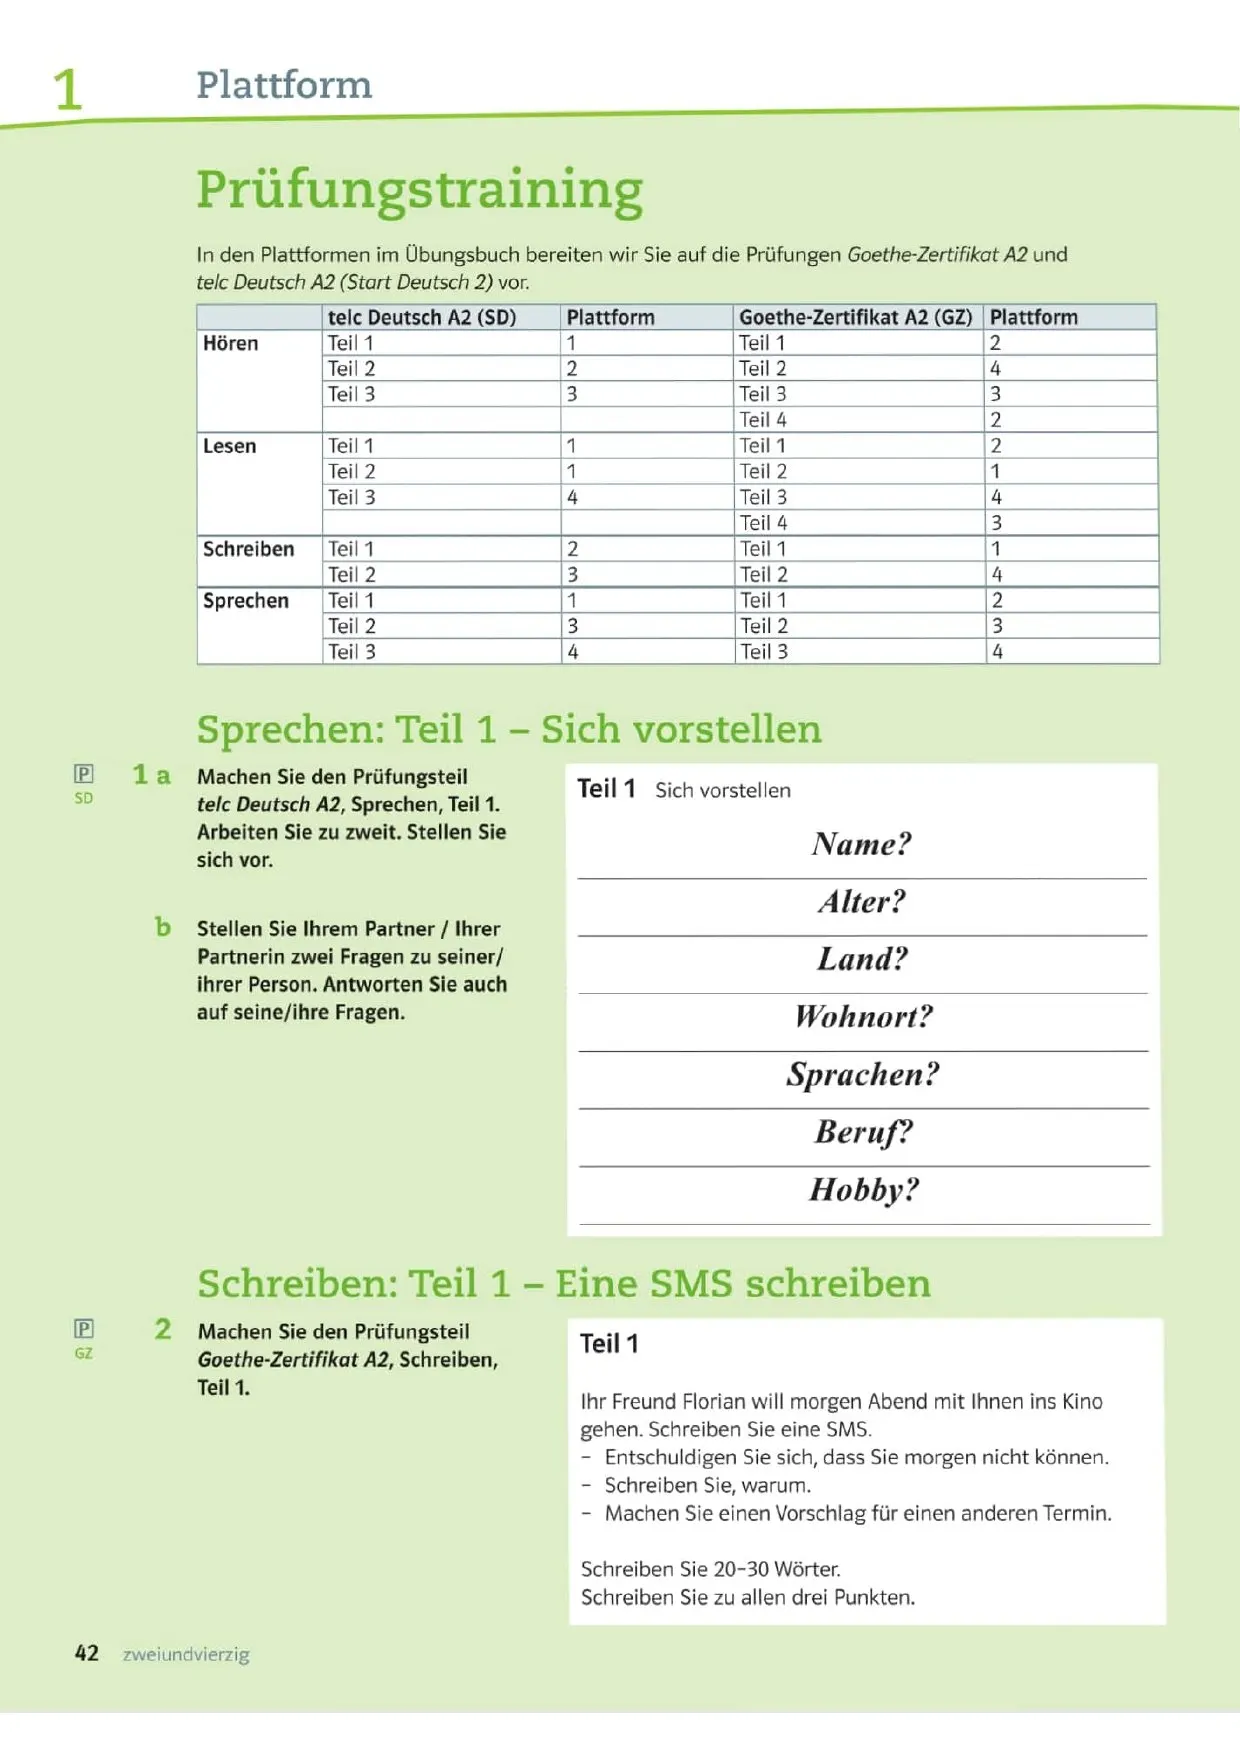 1 Plattform
Prüfungstraining
In den Plattformen im Übungsbuch bereiten wir Sie auf die Prüfungen Goethe-Zertifikat A2 und
telc Deutsch A2 (Start Deutsch 2) vor.
telc Deutsch A2 (SD) Plattform Goethe-Zertifikat A2 (GZ) Plattform
Hören Teil 1 1 Teil 1 2
Teil 2 2 Teil 2 4
Teil 3 3 Teil 3 3
Teil 4 2
Lesen Teil 1 1 Teil 1 2
Teil 2 1 Teil 2 1
Teil 3 4 Teil 3 4
Teil 4 3
Schreiben Teil 1 2 Teil 1 1
Teil 2 3 Teil 2 4
Sprechen Teil 1 1 Teil 1 2
Teil 2 3 Teil 2 3
Teil 3 4 Teil 3 4
Sprechen: Teil 1 – Sich vorstellen
P
SD
1 a Machen Sie den Prüfungsteil
telc Deutsch A2, Sprechen, Teil 1.
Arbeiten Sie zu zweit. Stellen Sie
sich vor.
b Stellen Sie Ihrem Partner / Ihrer
Partnerin zwei Fragen zu seiner/
ihrer Person. Antworten Sie auch
auf seine/ihre Fragen.
Teil 1 Sich vorstellen
Name?
Alter?
Land?
Wohnort?
Sprachen?
Beruf?
Hobby?
Schreiben: Teil 1 – Eine SMS schreiben
P
GZ
2 Machen Sie den Prüfungsteil
Goethe-Zertifikat A2, Schreiben,
Teil 1.
Teil 1
Ihr Freund Florian will morgen Abend mit Ihnen ins Kino
gehen. Schreiben Sie eine SMS.
– Entschuldigen Sie sich, dass Sie morgen nicht können.
– Schreiben Sie, warum.
– Machen Sie einen Vorschlag für einen anderen Termin.
Schreiben Sie 20–30 Wörter.
Schreiben Sie zu allen drei Punkten.
42 zweiundvierzig